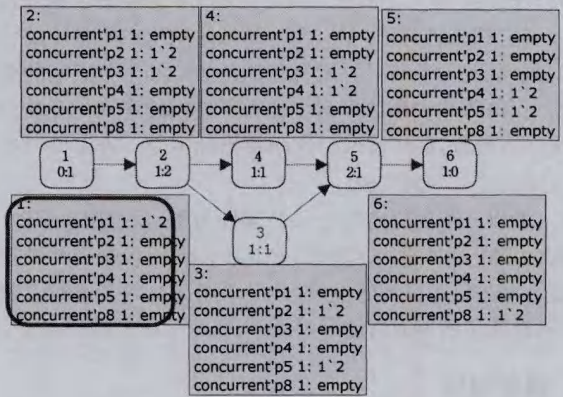 2:
concurrent'p1 1: empty
concurrent'p2 1: 1`2
concurrent'p3 1: 1`2
concurrent'p4 1: empty
concurrent'p5 1: empty
concurrent'p8 1: empty
4:
concurrent'p1 1: empty
concurrent'p2 1: empty
concurrent'p3 1: 1`2
concurrent'p4 1: 1`2
concurrent'p5 1: empty
concurrent'p8 1: empty
5:
concurrent'p1 1: empty
concurrent'p2 1: empty
concurrent'p3 1: empty
concurrent'p4 1: 1`2
concurrent'p5 1: 1`2
concurrent'p8 1: empty
1
0:1
2
1:2
4
1:1
5
2:1
6
1:0
3
1:1
1:
concurrent'p1 1: 1`2
concurrent'p2 1: empty
concurrent'p3 1: empty
concurrent'p4 1: empty
concurrent'p5 1: empty
concurrent'p8 1: empty
3:
concurrent'p1 1: empty
concurrent'p2 1: 1`2
concurrent'p3 1: empty
concurrent'p4 1: empty
concurrent'p5 1: 1`2
concurrent'p8 1: empty
6:
concurrent'p1 1: empty
concurrent'p2 1: empty
concurrent'p3 1: empty
concurrent'p4 1: empty
concurrent'p5 1: empty
concurrent'p8 1: 1`2